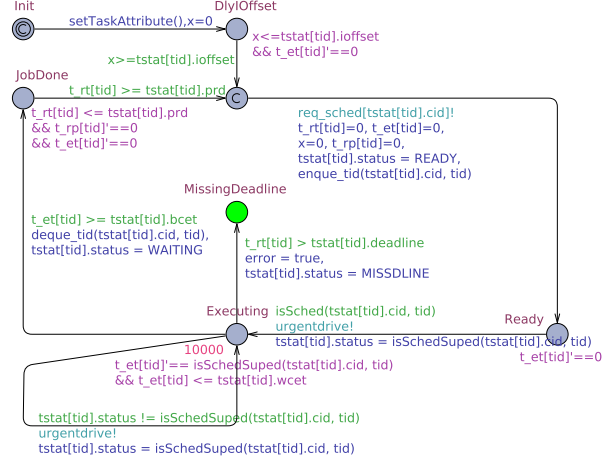 Init
DlyIOffset
setTaskAttribute(),x=0
x<=tstat[tid].ioffset
&& t_et[tid]'==0
x>=tstat[tid].ioffset
JobDone
t_rt[tid] >= tstat[tid].prd
t_rt[tid] <= tstat[tid].prd
&& t_rp[tid]'==0
&& t_et[tid]'==0
req_sched[tstat[tid].cid]!
t_rt[tid]=0, t_et[tid]=0,
x=0, t_rp[tid]=0,
tstat[tid].status = READY,
enque_tid(tstat[tid].cid, tid)
MissingDeadline
t_et[tid] >= tstat[tid].bcet
deque_tid(tstat[tid].cid, tid),
tstat[tid].status = WAITING
t_rt[tid] > tstat[tid].deadline
error = true,
tstat[tid].status = MISSDLINE
Executing
isSched(tstat[tid].cid, tid)
urgentdrive!
tstat[tid].status = isSchedSuped(tstat[tid].cid, tid)
Ready
t_et[tid]'==0
10000
t_et[tid]'== isSchedSuped(tstat[tid].cid, tid)
&& t_et[tid] <= tstat[tid].wcet
tstat[tid].status != isSchedSuped(tstat[tid].cid, tid)
urgentdrive!
tstat[tid].status = isSchedSuped(tstat[tid].cid, tid)